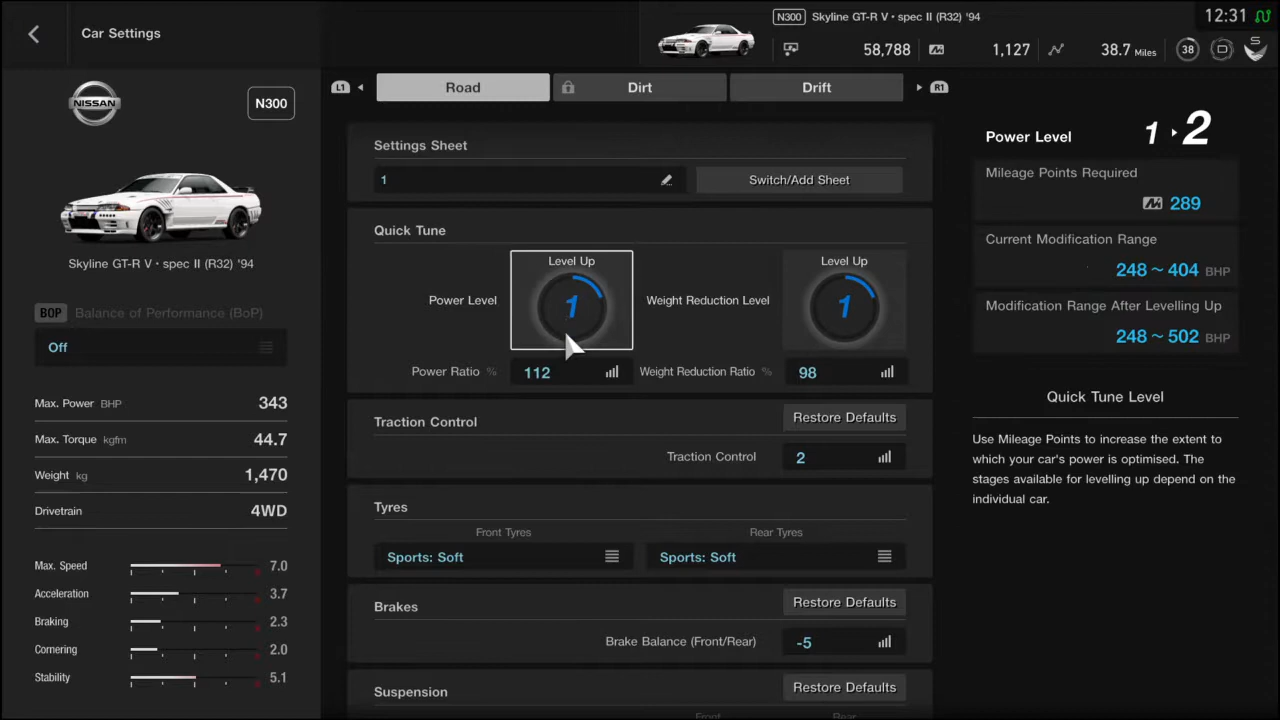 Car Settings
N300 Skyline GT-R V・spec II (R32) '94
12:31
58,788 1,127 38.7 Miles 38 D S
NISSAN
N300
Skyline GT-R V・spec II (R32) '94
BOP Balance of Performance (BoP)
Off
Max. Power BHP 343
Max. Torque kgfm 44.7
Weight kg 1,470
Drivetrain 4WD
Max. Speed 7.0
Acceleration 3.7
Braking 2.3
Cornering 2.0
Stability 5.1
L1 Road Dirt Drift R1
Settings Sheet
1 Switch/Add Sheet
Quick Tune
Level Up Level Up
Power Level 1 Weight Reduction Level 1
Power Ratio % 112 Weight Reduction Ratio % 98
Traction Control Restore Defaults
Traction Control 2
Tyres
Front Tyres Rear Tyres
Sports: Soft Sports: Soft
Brakes Restore Defaults
Brake Balance (Front/Rear) -5
Suspension Restore Defaults
Front Rear
Power Level 1 2
Mileage Points Required
289
Current Modification Range
248 ~ 404 BHP
Modification Range After Levelling Up
248 ~ 502 BHP
Quick Tune Level
Use Mileage Points to increase the extent to
which your car's power is optimised. The
stages available for levelling up depend on the
individual car.